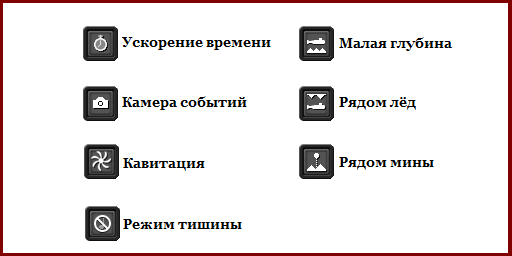 Ускорение времени
Малая глубина
Камера событий
Рядом лёд
Кавитация
Рядом мины
Режим тишины